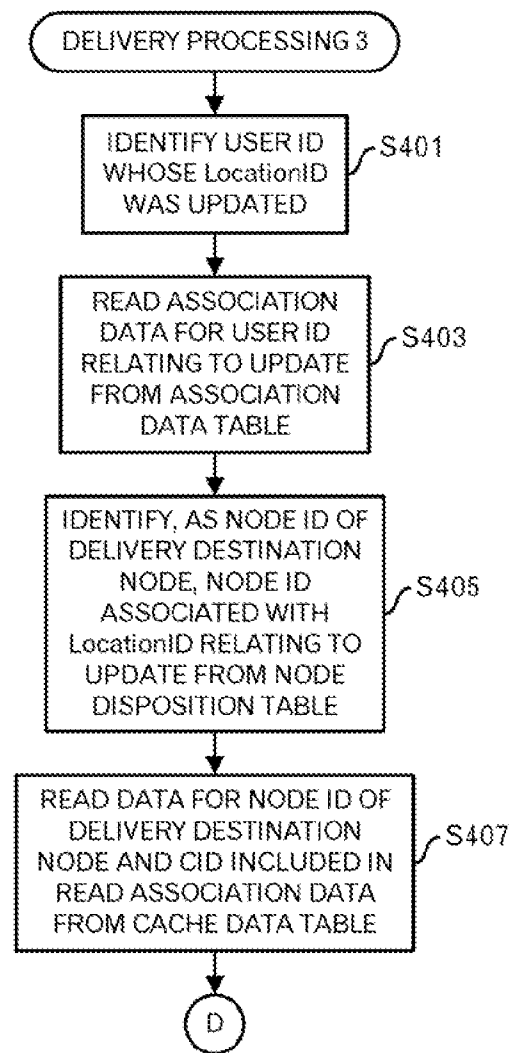 DELIVERY PROCESSING 3
IDENTIFY USER ID
WHOSE LocationID
WAS UPDATED
S401
READ ASSOCIATION
DATA FOR USER ID
RELATING TO UPDATE
FROM ASSOCIATION
DATA TABLE
S403
IDENTIFY, AS NODE ID OF
DELIVERY DESTINATION
NODE, NODE ID
ASSOCIATED WITH
LocationID RELATING TO
UPDATE FROM NODE
DISPOSITION TABLE
S405
READ DATA FOR NODE ID OF
DELIVERY DESTINATION
NODE AND CID INCLUDED IN
READ ASSOCIATION DATA
FROM CACHE DATA TABLE
S407
D